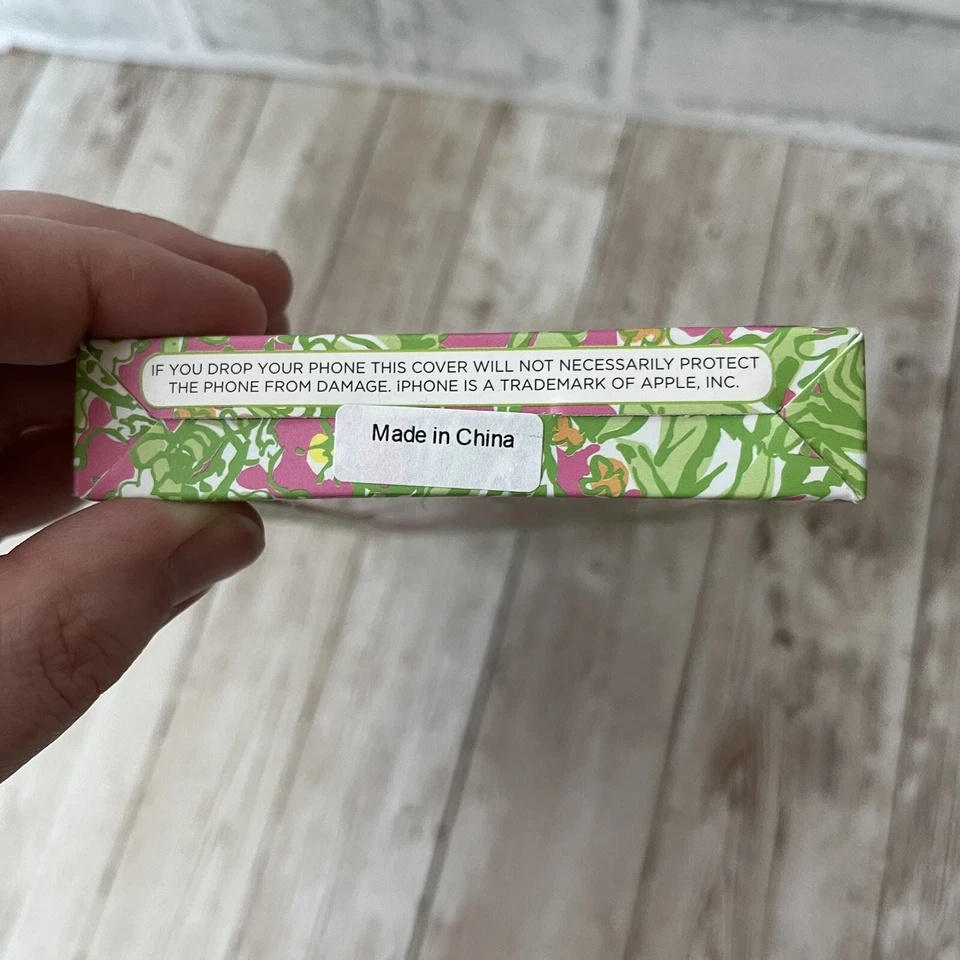 IF YOU DROP YOUR PHONE THIS COVER WILL NOT NECESSARILY PROTECT
THE PHONE FROM DAMAGE. iPHONE IS A TRADEMARK OF APPLE, INC.
Made in China